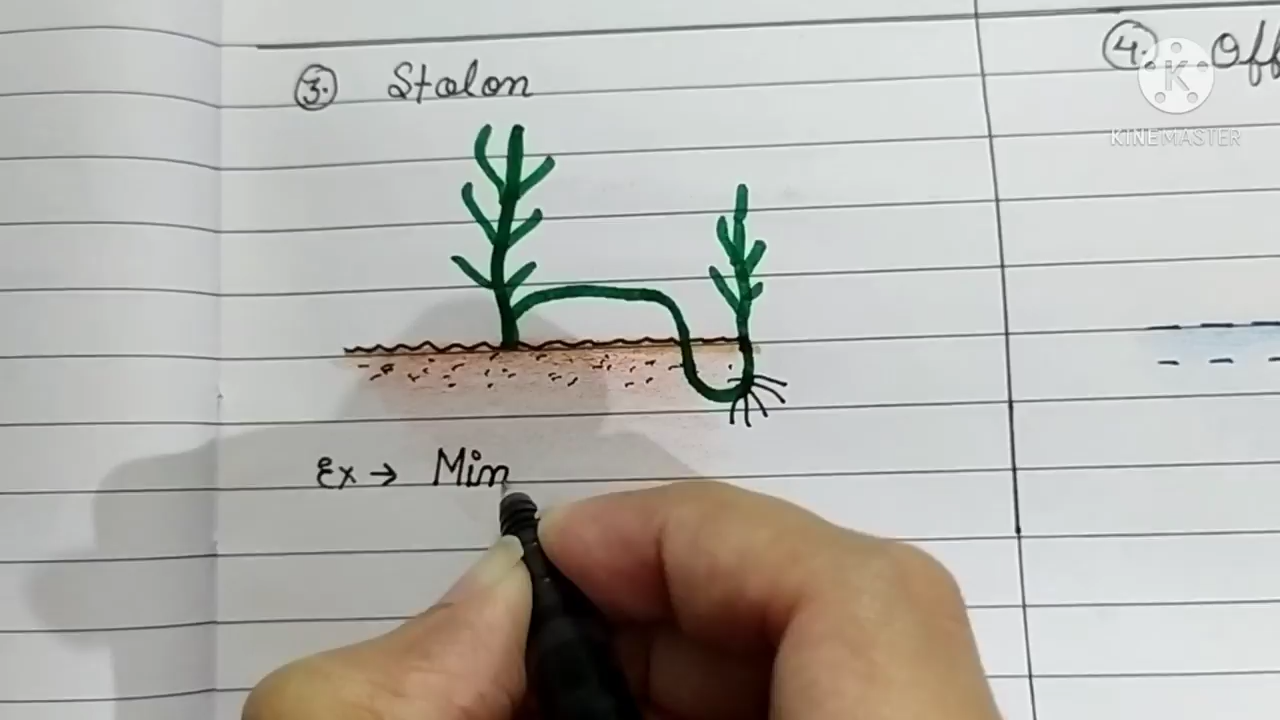 3. Stolon
4. Off
K
KINEMASTER
Ex → Min